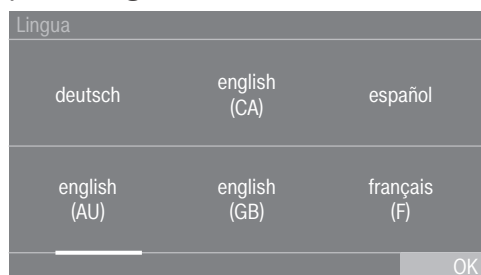 Lingua
deutsch
english
(CA)
español
english
(AU)
english
(GB)
français
(F)
OK